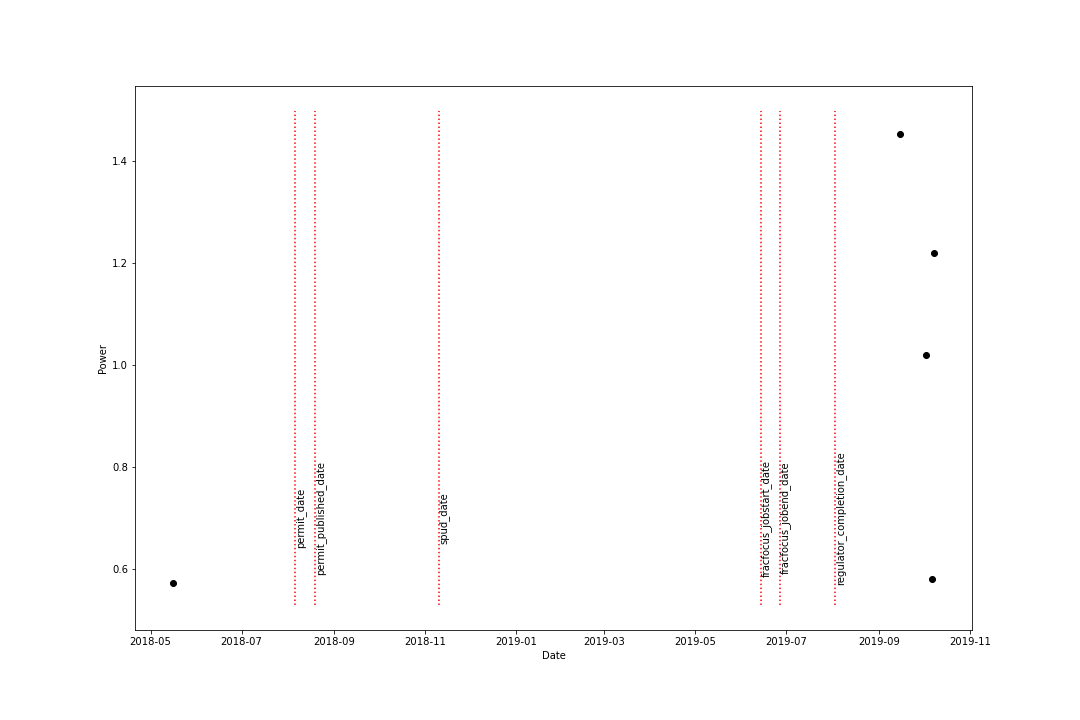 1.4
1.2
1.0
0.8
0.6
Power
permit_date
permit_published_date
spud_date
fracfocus_jobstart_date
fracfocus_jobend_date
regulator_completion_date
2018-05
2018-07
2018-09
2018-11
2019-01
2019-03
2019-05
2019-07
2019-09
2019-11
Date